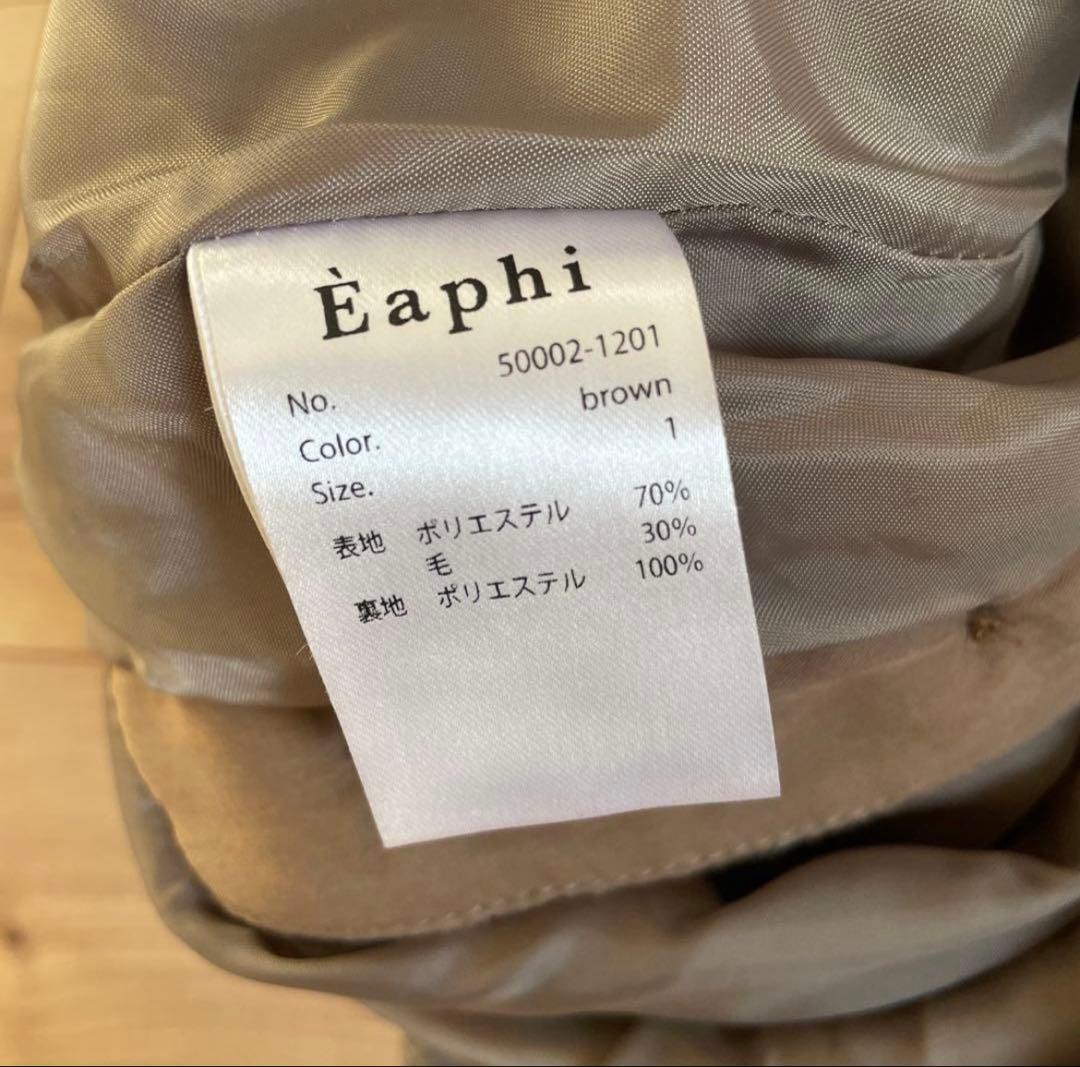 Èaphi
No. 50002-1201
Color. brown
Size. 1
表地 ポリエステル 70%
毛 30%
裏地 ポリエステル 100%